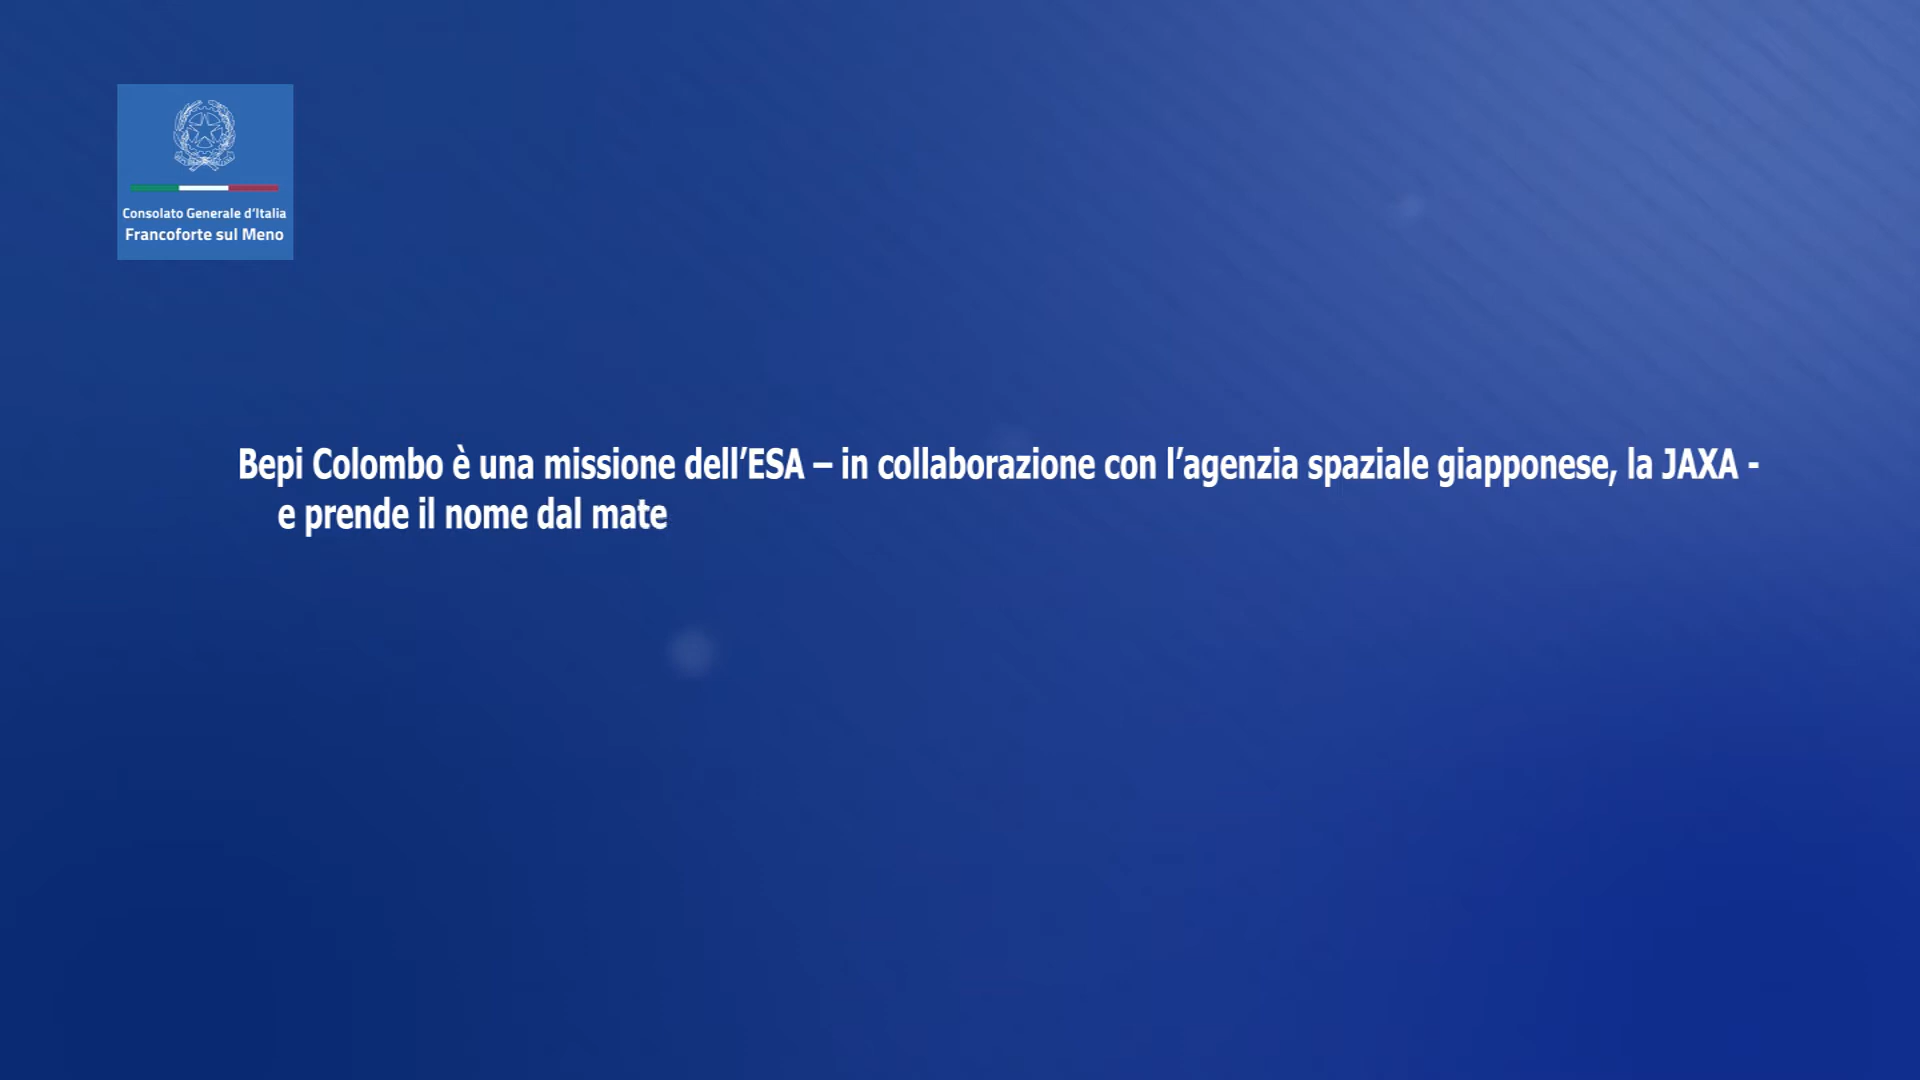 Consolato Generale d'Italia
Francoforte sul Meno
Bepi Colombo è una missione dell’ESA – in collaborazione con l’agenzia spaziale giapponese, la JAXA -
e prende il nome dal mate